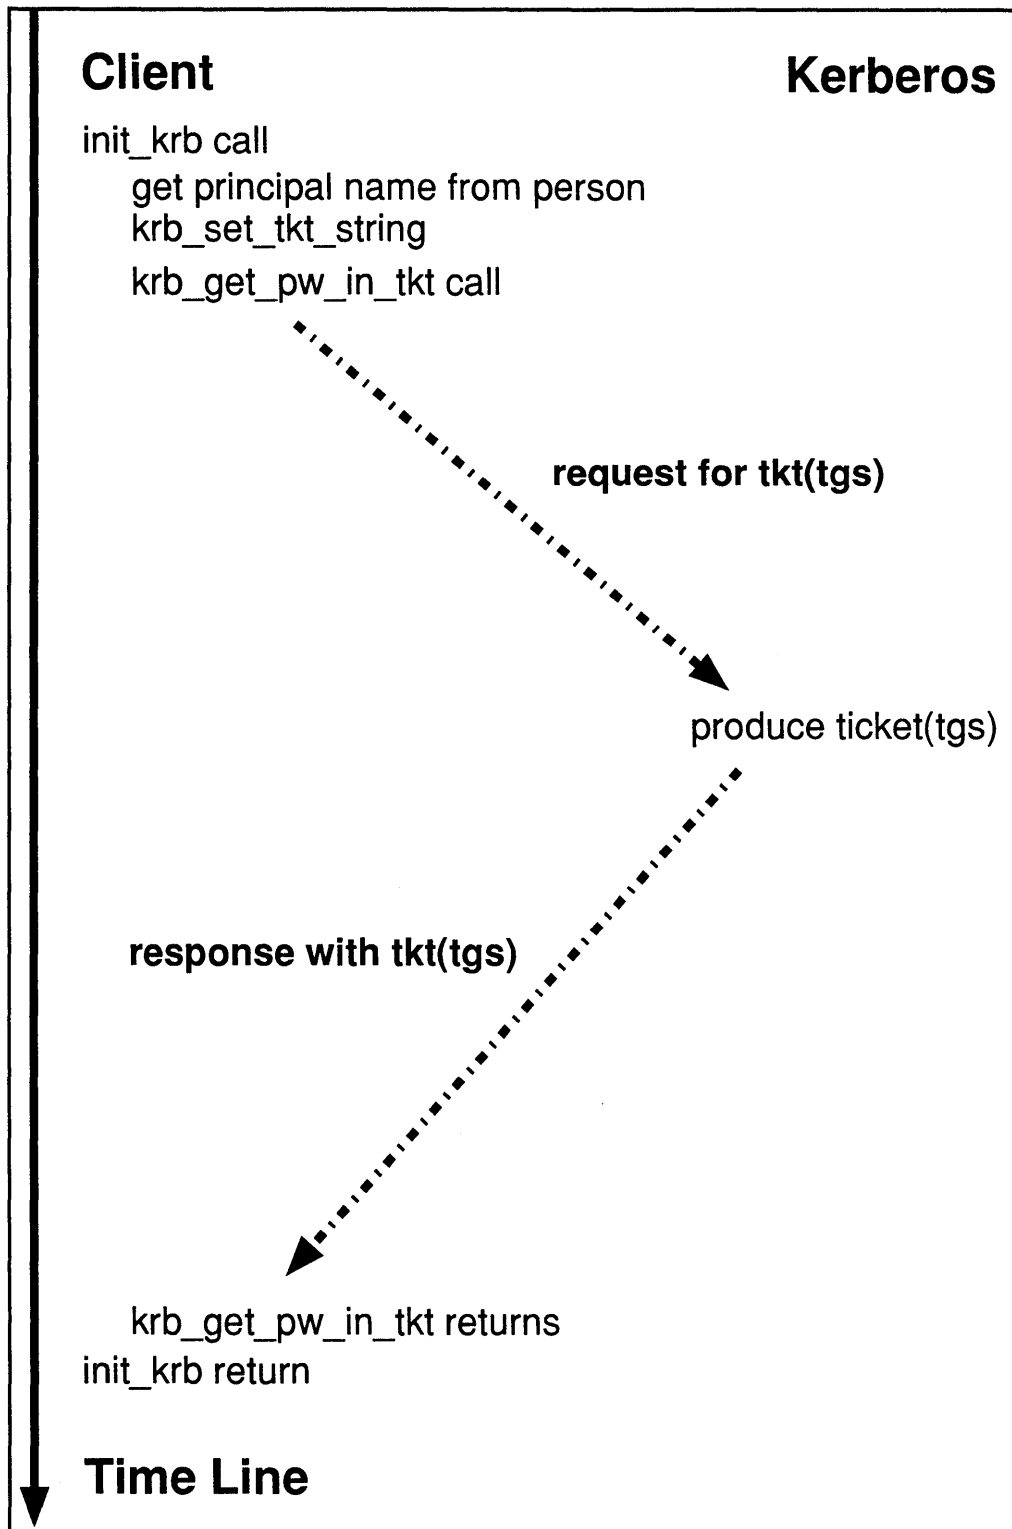 Client
Kerberos
init_krb call
get principal name from person
krb_set_tkt_string
krb_get_pw_in_tkt call
request for tkt(tgs)
produce ticket(tgs)
response with tkt(tgs)
krb_get_pw_in_tkt returns
init_krb return
Time Line